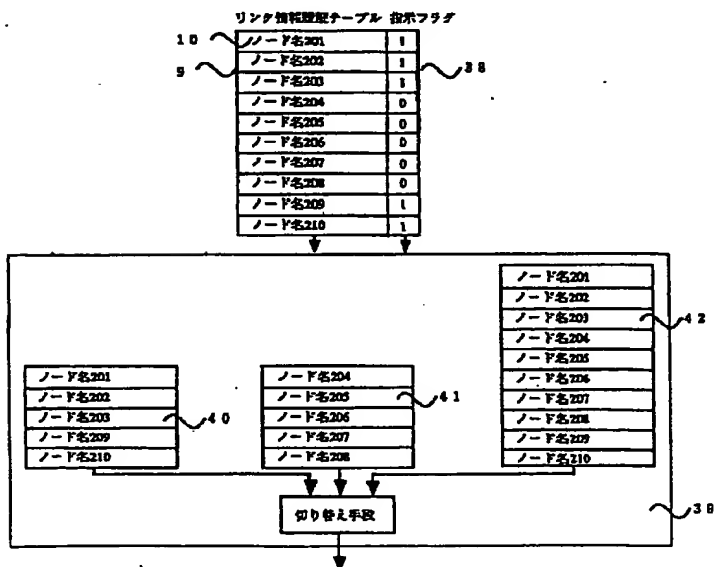 リンク情報履歴テーブル 指示フラグ
10
9
38
ノード名201 1
ノード名202 1
ノード名203 1
ノード名204 0
ノード名205 0
ノード名206 0
ノード名207 0
ノード名208 0
ノード名209 1
ノード名210 1
ノード名201
ノード名202
ノード名203
ノード名204
ノード名205
ノード名206
ノード名207
ノード名208
ノード名209
ノード名210
42
ノード名201
ノード名202
ノード名203
ノード名209
ノード名210
40
ノード名204
ノード名205
ノード名206
ノード名207
ノード名208
41
切り替え手段
39